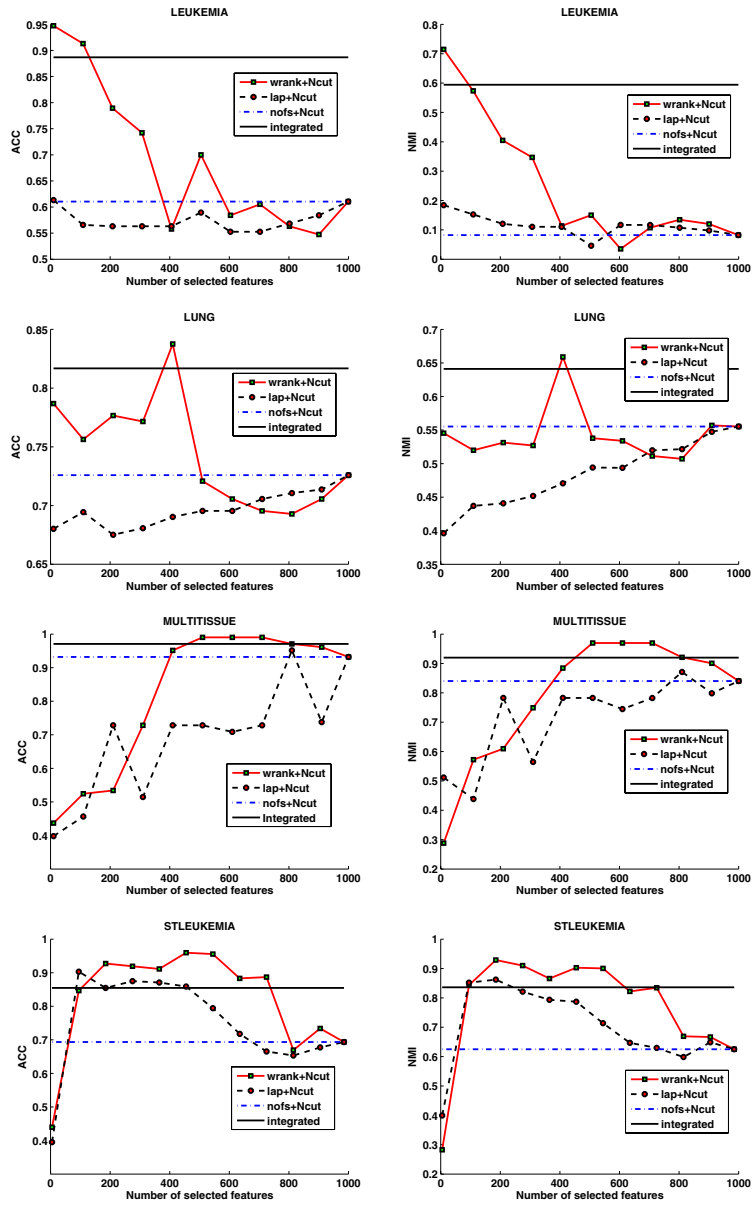 LEUKEMIA
0.95
0.9
0.85
0.8
0.75
0.7
0.65
0.6
0.55
0.5
ACC
wrank+Ncut
lap+Ncut
nofs+Ncut
integrated
0 200 400 600 800 1000
Number of selected features
LEUKEMIA
0.8
0.7
0.6
0.5
0.4
0.3
0.2
0.1
0
NMI
wrank+Ncut
lap+Ncut
nofs+Ncut
integrated
0 200 400 600 800 1000
Number of selected features
LUNG
0.85
0.8
0.75
0.7
0.65
ACC
wrank+Ncut
lap+Ncut
nofs+Ncut
integrated
0 200 400 600 800 1000
Number of selected features
LUNG
0.7
0.65
0.6
0.55
0.5
0.45
0.4
0.35
NMI
wrank+Ncut
lap+Ncut
nofs+Ncut
integrated
0 200 400 600 800 1000
Number of selected features
MULTITISSUE
1
0.9
0.8
0.7
0.6
0.5
0.4
ACC
wrank+Ncut
lap+Ncut
nofs+Ncut
Integrated
0 200 400 600 800 1000
Number of selected features
MULTITISSUE
1
0.9
0.8
0.7
0.6
0.5
0.4
0.3
0.2
NMI
wrank+Ncut
lap+Ncut
nofs+Ncut
integrated
0 200 400 600 800 1000
Number of selected features
STLEUKEMIA
1
0.9
0.8
0.7
0.6
0.5
0.4
ACC
wrank+Ncut
lap+Ncut
nofs+Ncut
integrated
0 200 400 600 800 1000
Number of selected features
STLEUKEMIA
1
0.9
0.8
0.7
0.6
0.5
0.4
0.3
0.2
NMI
wrank+Ncut
lap+Ncut
nofs+Ncut
integrated
0 200 400 600 800 1000
Number of selected features